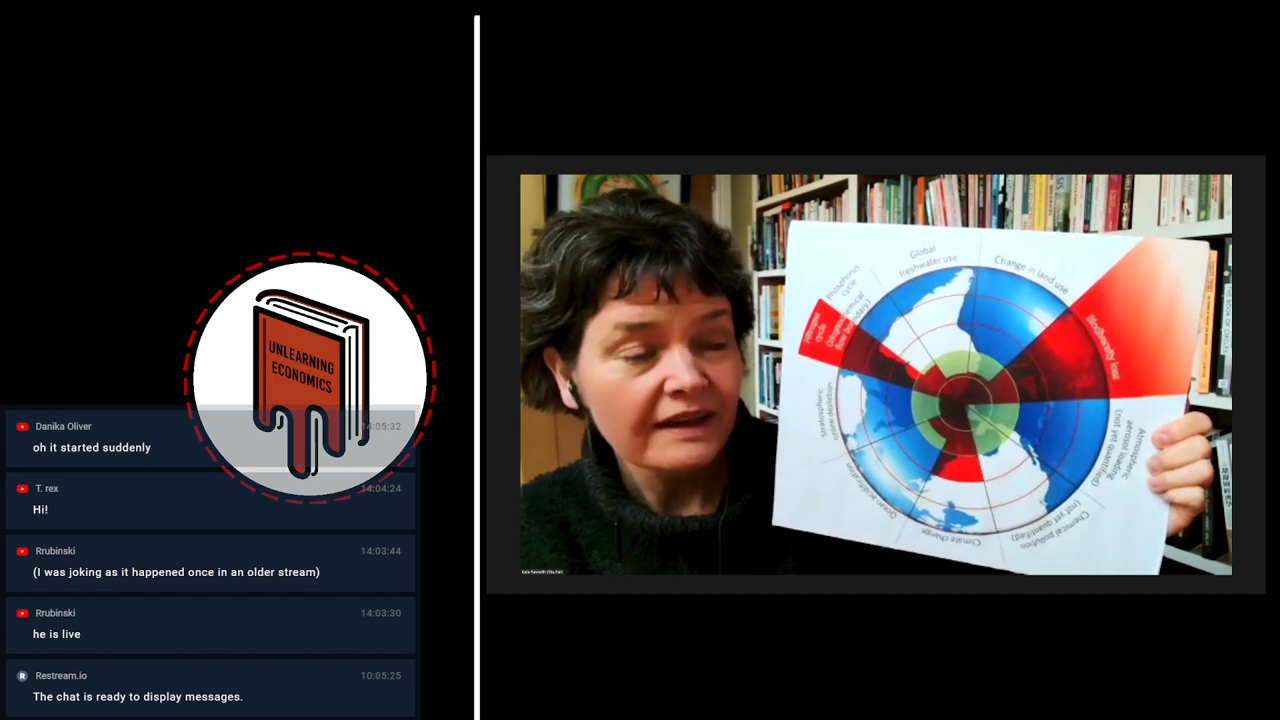 UNLEARNING
ECONOMICS
Danika Oliver
14:05:32
oh it started suddenly
T. rex
14:04:24
Hi!
Rrubinski
14:03:44
(I was joking as it happened once in an older stream)
Rrubinski
14:03:30
he is live
R
Restream.io
10:05:25
The chat is ready to display messages.
Global
freshwater use
Change in land use
Phosphorus
cycle
Nitrogen
cycle
Biodiversity loss
Atmospheric
aerosol loading
(not yet quantified)
Chemical pollution
(not yet quantified)
Climate change
Ocean acidification
Stratospheric
ozone depletion